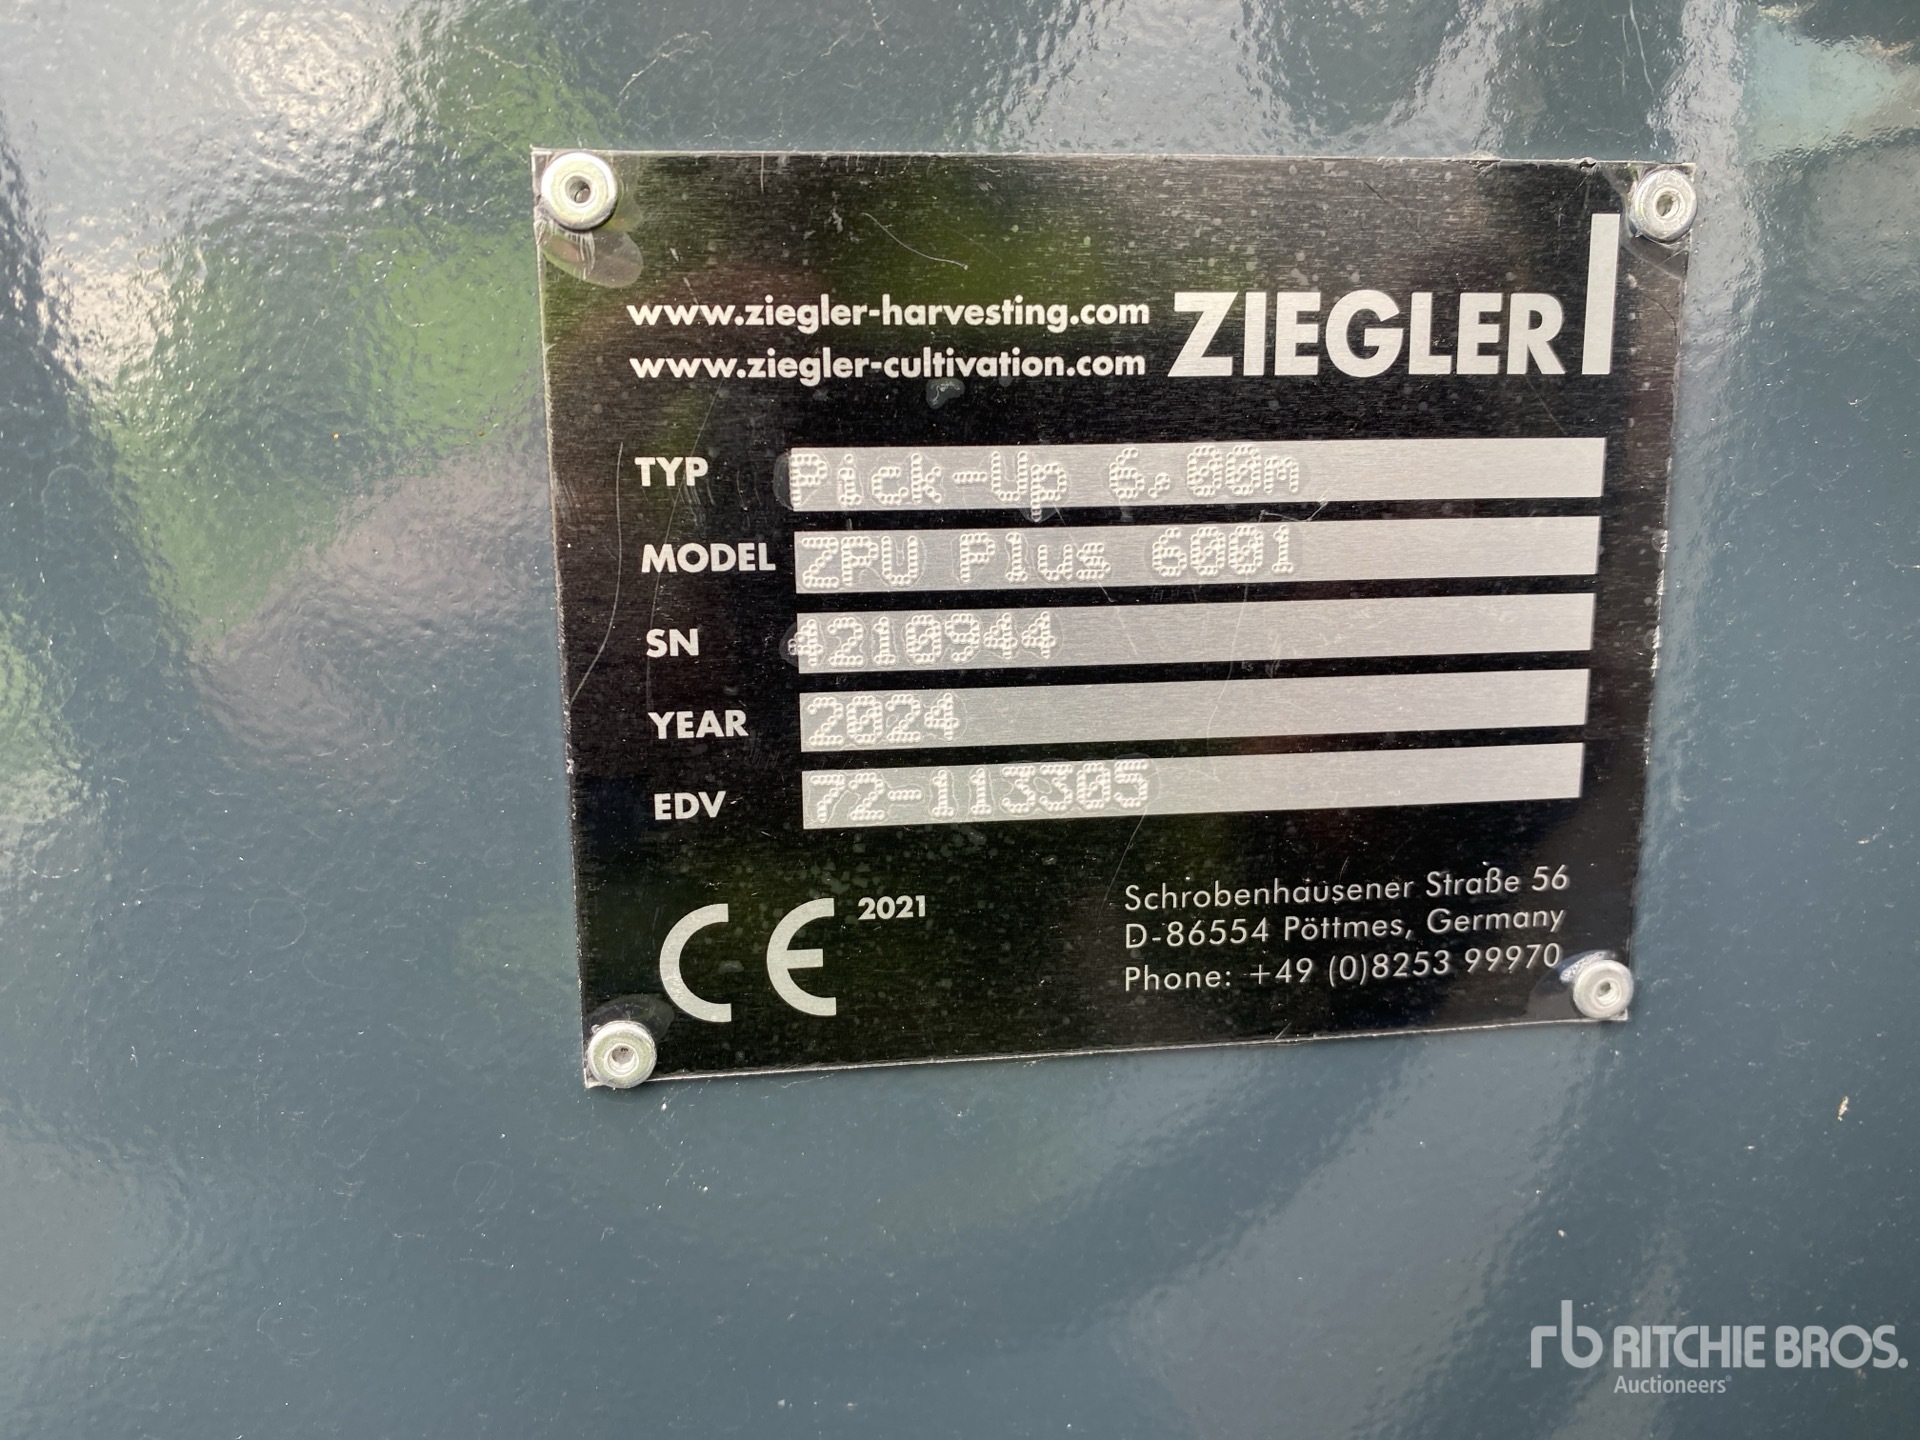 www.ziegler-harvesting.com ZIEGLER
www.ziegler-cultivation.com
TYP Pick-Up 6,00m
MODEL ZPU Plus 6001
SN 4210944
YEAR 2024
EDV 72-113305
CE 2021
Schrobenhausener Straße 56
D-86554 Pöttmes, Germany
Phone: +49 (0)8253 99970
rb RITCHIE BROS.
Auctioneers